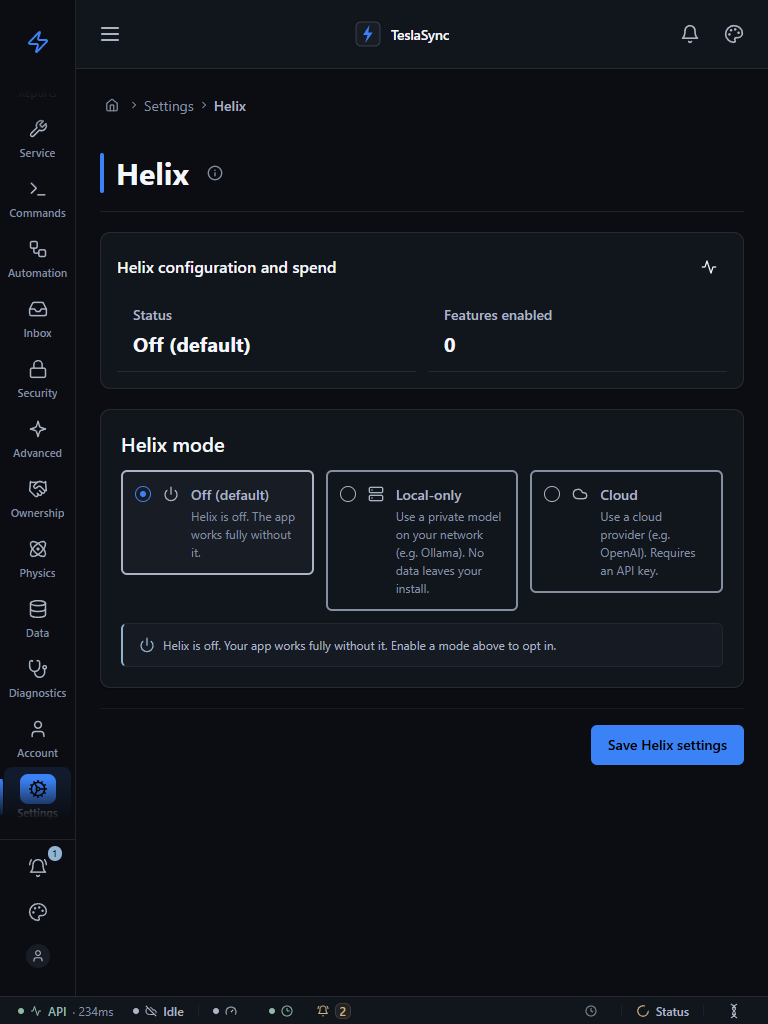 TeslaSync
Reports
Service
Commands
Automation
Inbox
Security
Advanced
Ownership
Physics
Data
Diagnostics
Account
Settings
1
Settings
Helix
Helix
Helix configuration and spend
Status
Features enabled
Off (default)
0
Helix mode
Off (default)
Helix is off. The app
works fully without
it.
Local-only
Use a private model
on your network
(e.g. Ollama). No
data leaves your
install.
Cloud
Use a cloud
provider (e.g.
OpenAI). Requires
an API key.
Helix is off. Your app works fully without it. Enable a mode above to opt in.
Save Helix settings
API · 234ms
Idle
2
Status